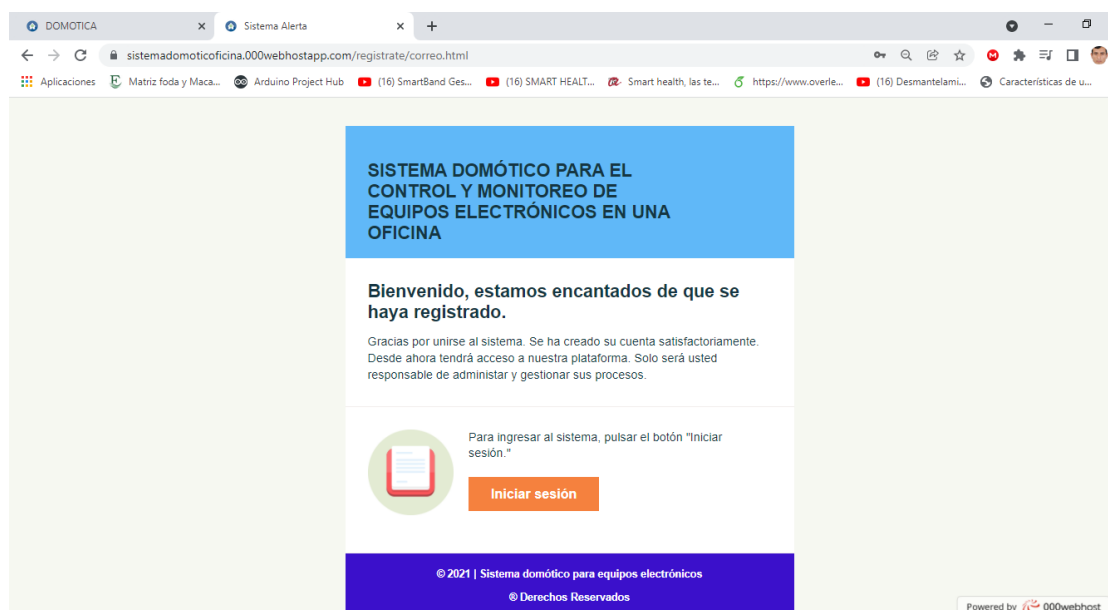 DOMOTICA
Sistema Alerta
sistemadomoticoficina.000webhostapp.com/registrate/correo.html
Aplicaciones
Matriz foda y Maca...
Arduino Project Hub
(16) SmartBand Ges...
(16) SMART HEALT...
Smart health, las te...
https://www.overle...
(16) Desmantelami...
Características de u...
SISTEMA DOMÓTICO PARA EL
CONTROL Y MONITOREO DE
EQUIPOS ELECTRÓNICOS EN UNA
OFICINA
Bienvenido, estamos encantados de que se
haya registrado.
Gracias por unirse al sistema. Se ha creado su cuenta satisfactoriamente.
Desde ahora tendrá acceso a nuestra plataforma. Solo será usted
responsable de administar y gestionar sus procesos.
Para ingresar al sistema, pulsar el botón "Iniciar
sesión."
Iniciar sesión
© 2021 | Sistema domótico para equipos electrónicos
® Derechos Reservados
Powered by 000webhost